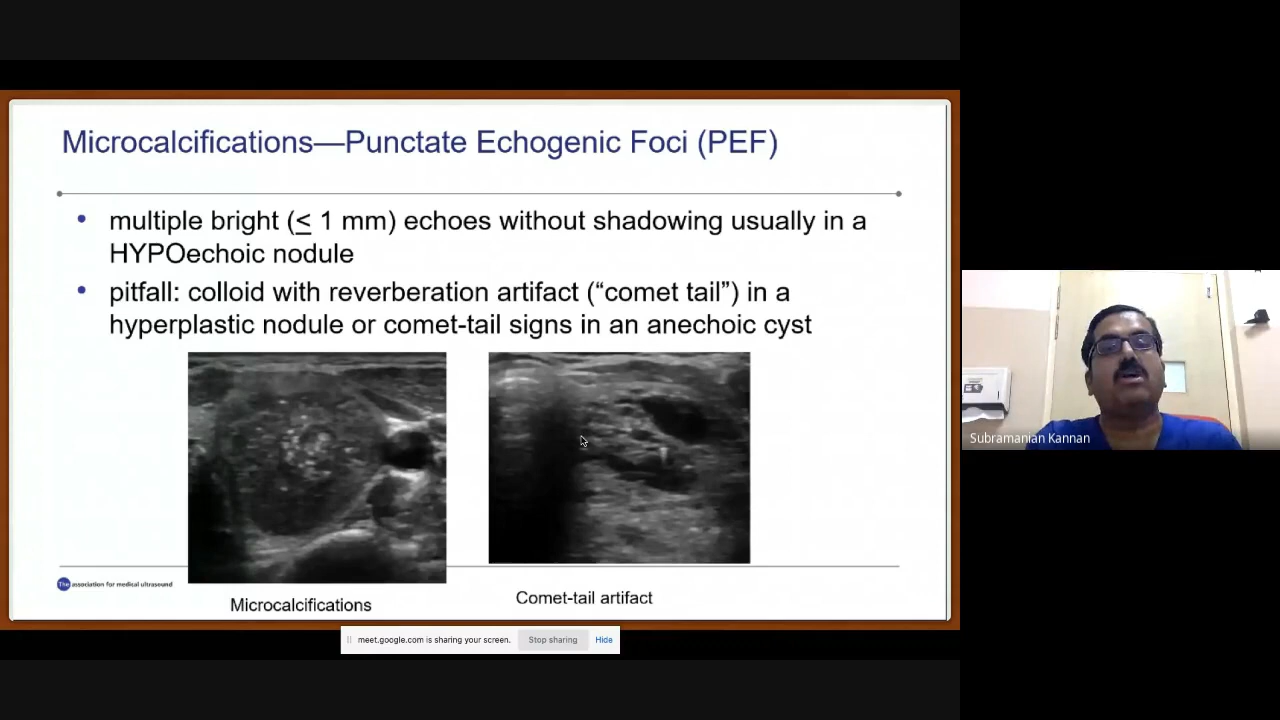 Microcalcifications—Punctate Echogenic Foci (PEF)
• multiple bright (≤ 1 mm) echoes without shadowing usually in a
HYPOechoic nodule
• pitfall: colloid with reverberation artifact (“comet tail”) in a
hyperplastic nodule or comet-tail signs in an anechoic cyst
The association for medical ultrasound
Microcalcifications
Comet-tail artifact
meet.google.com is sharing your screen.
Stop sharing
Hide
Subramanian Kannan